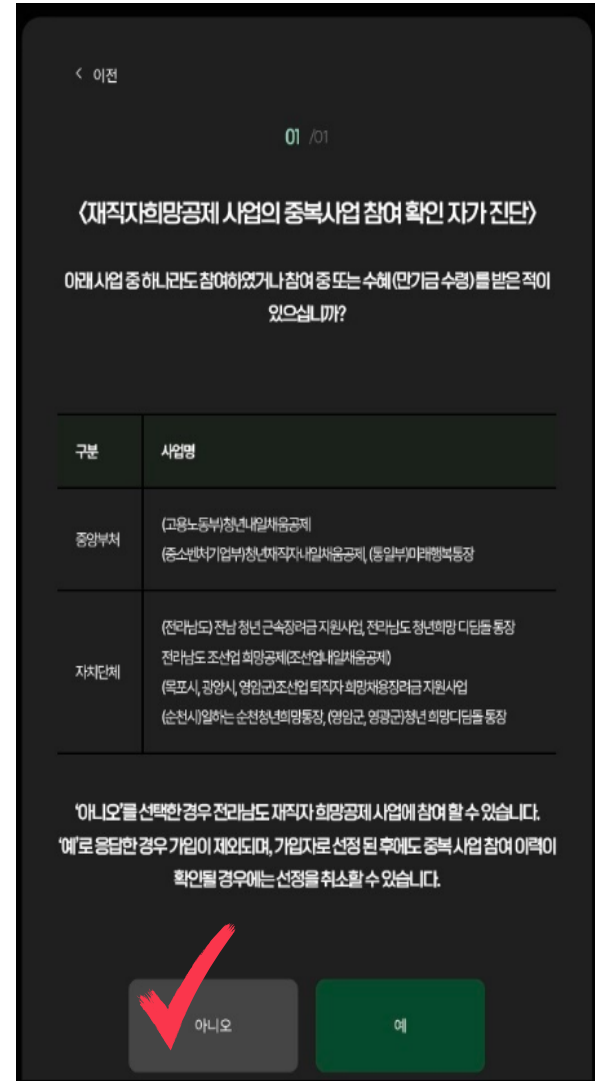 < 이전
01 /01
<재직자희망공제 사업의 중복사업 참여 확인 자가 진단>
아래 사업 중 하나라도 참여하였거나 참여 중 또는 수혜(만기금 수령)를 받은 적이
있으십니까?
구분 사업명
중앙부처
(고용노동부)청년내일채움공제
(중소벤처기업부)청년재직자내일채움공제, (통일부)미래행복통장
자치단체
(전라남도) 전남 청년 근속장려금 지원사업, 전라남도 청년희망 디딤돌 통장
전라남도 조선업 희망공제(조선업내일채움공제)
(목포시, 광양시, 영암군)조선업 퇴직자 희망채용장려금 지원사업
(순천시)일하는 순천청년희망통장, (영암군, 영광군)청년 희망디딤돌 통장
'아니오'를 선택한 경우 전라남도 재직자 희망공제 사업에 참여 할 수 있습니다.
'예'로 응답한 경우 가입이 제외되며, 가입자로 선정 된 후에도 중복 사업 참여 이력이
확인될 경우에는 선정을 취소할 수 있습니다.
아니오 예